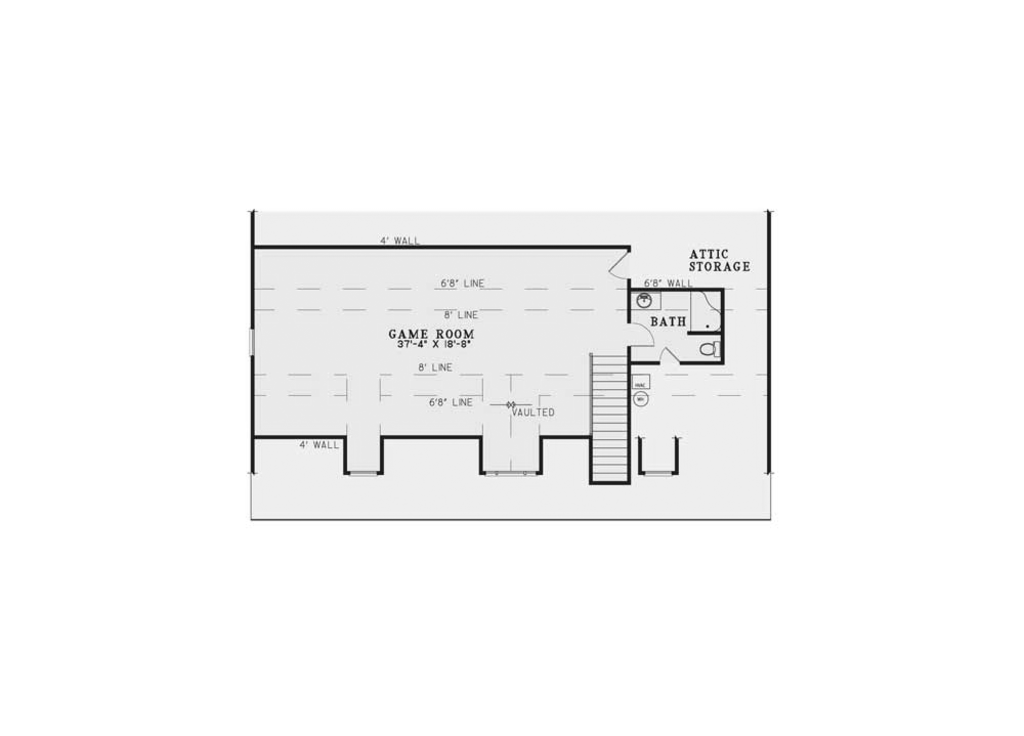 4' WALL
ATTIC
STORAGE
6'8" LINE
6'8" WALL
8' LINE
BATH
GAME ROOM
37'-4" X 18'-8"
8' LINE
HVAC
WH
6'8" LINE
VAULTED
4' WALL